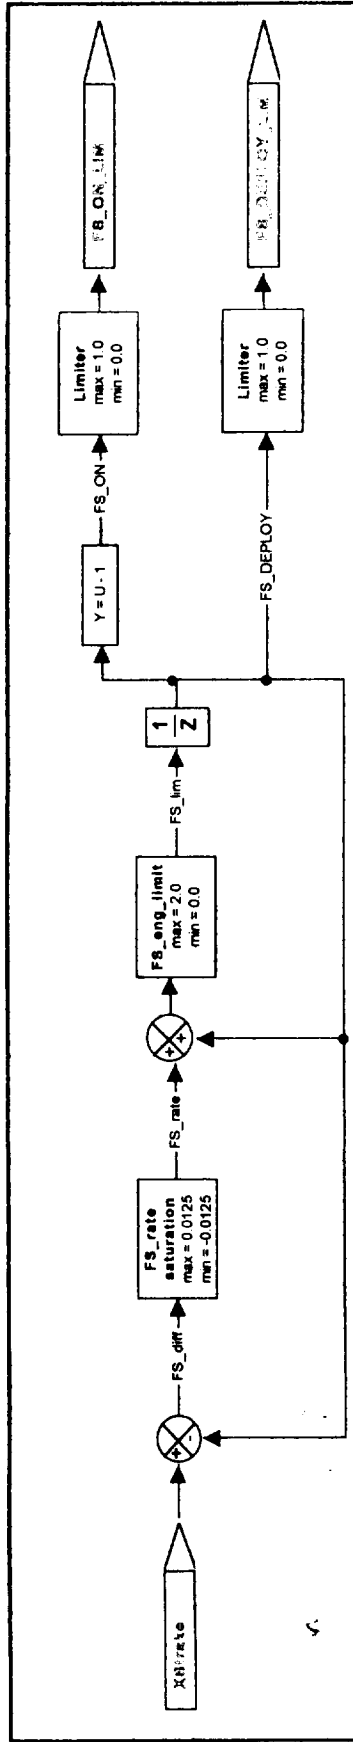 +
-
FS_diff
FS_rate
saturation
max = 0.0125
min = -0.0125
FS_rate
+
+
FS_eng_limit
max = 2.0
min = 0.0
FS_lim
1
Z
Y = U - 1
FS_ON
Limiter
max = 1.0
min = 0.0
FS_ON_LIM
FS_DEPLOY
Limiter
max = 1.0
min = 0.0
FS_DEPLOY_LIM